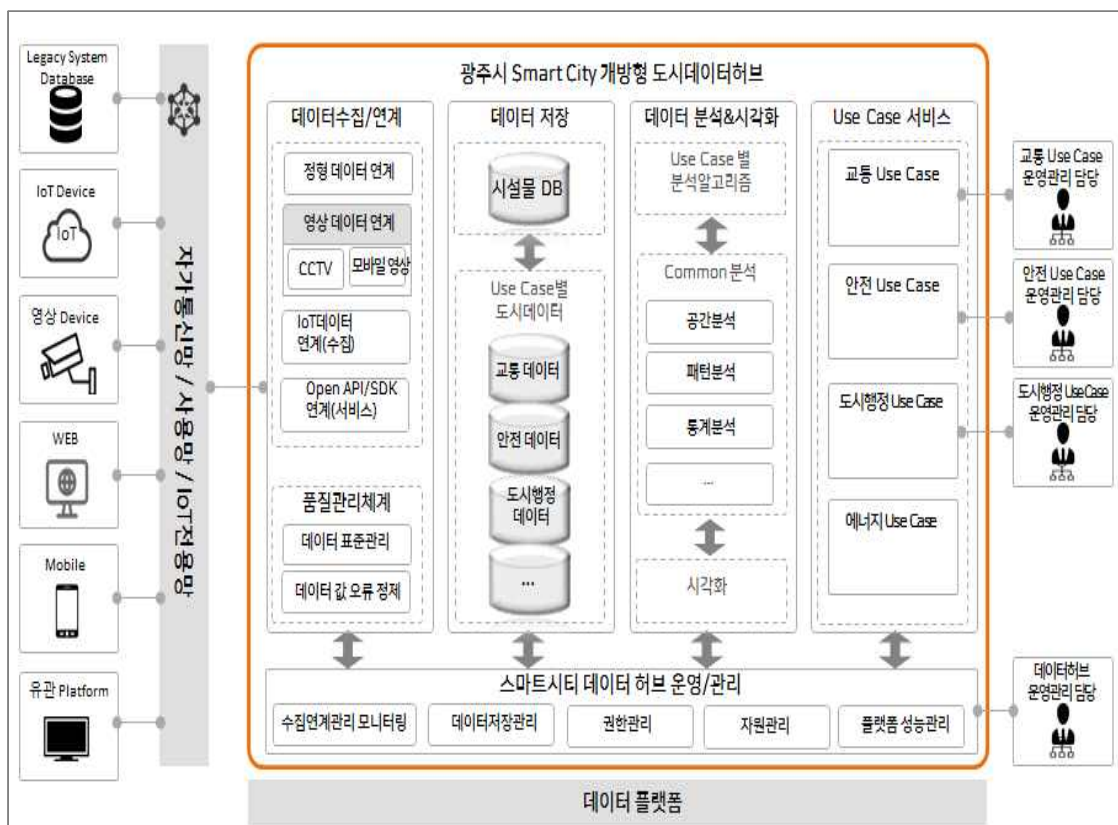 Legacy System
Database
IoT Device
IoT
영상 Device
WEB
Mobile
유관 Platform
자가통신망 / 사용망 / IoT전용망
광주시 Smart City 개방형 도시데이터허브
데이터수집/연계
정형 데이터 연계
영상 데이터 연계
CCTV
모바일 영상
IoT데이터
연계(수집)
Open API/SDK
연계(서비스)
품질관리체계
데이터 표준관리
데이터 값 오류 정제
데이터 저장
시설물 DB
Use Case별
도시데이터
교통 데이터
안전 데이터
도시행정
데이터
...
데이터 분석&시각화
Use Case 별
분석알고리즘
Common 분석
공간분석
패턴분석
통계분석
...
시각화
Use Case 서비스
교통 Use Case
안전 Use Case
도시행정 Use Case
에너지 Use Case
교통 Use Case
운영관리 담당
안전 Use Case
운영관리 담당
도시행정 Use Case
운영관리 담당
스마트시티 데이터 허브 운영/관리
수집연계관리 모니터링
데이터저장관리
권한관리
자원관리
플랫폼 성능관리
데이터허브
운영관리 담당
데이터 플랫폼